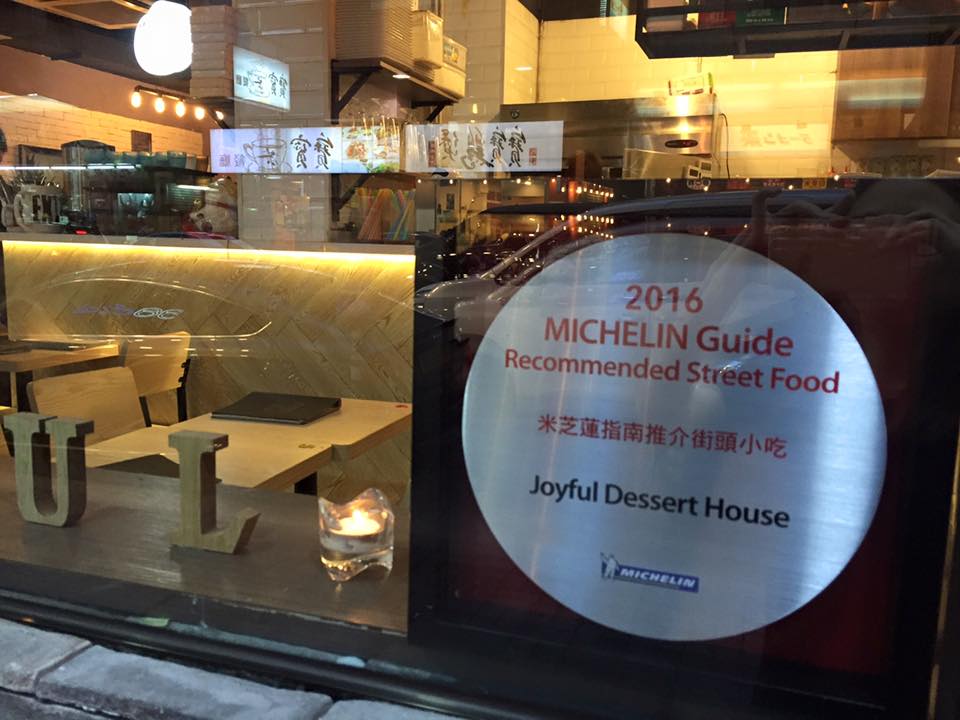 2016
MICHELIN Guide
Recommended Street Food
米芝蓮指南推介街頭小吃
Joyful Dessert House
MICHELIN
U L